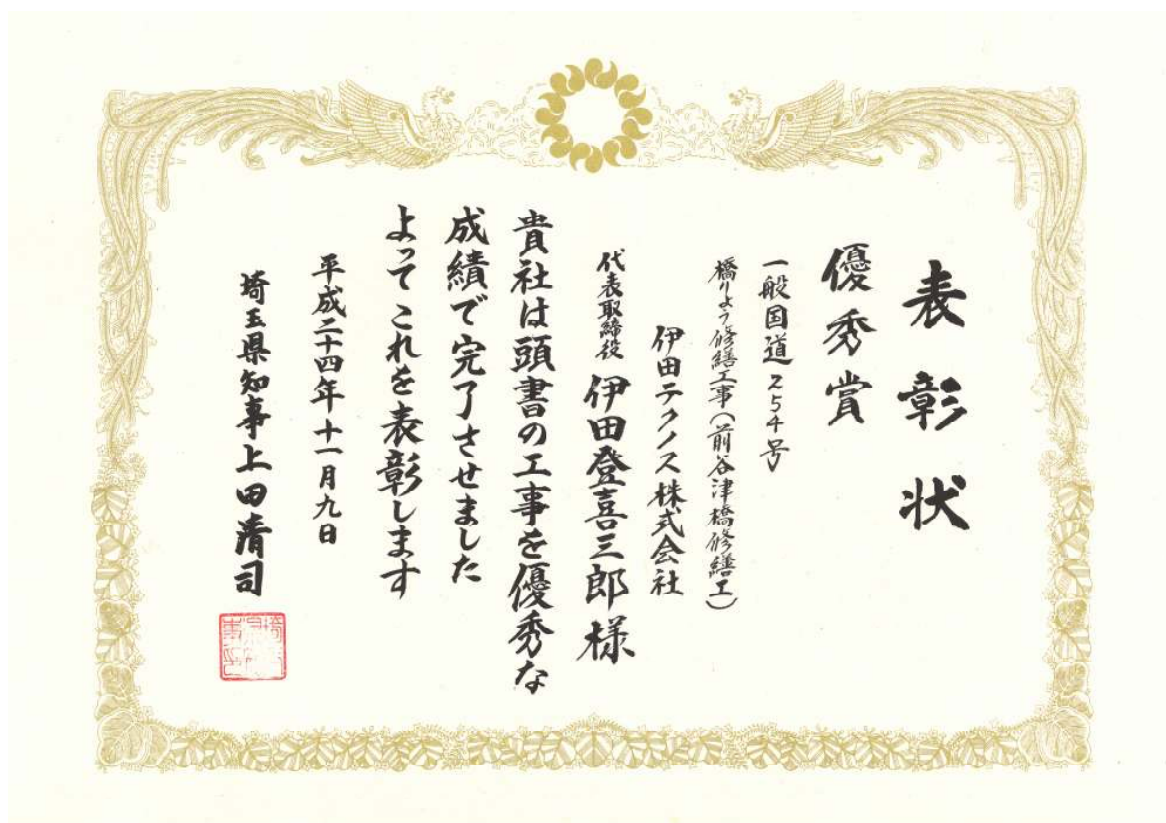 表彰状
優秀賞
一般国道254号
橋りょう修繕工事(前谷津橋修繕工)
伊田テクノス株式会社
代表取締役 伊田登喜三郎様
貴社は頭書の工事を優秀な
成績で完了させました
よってこれを表彰します
平成二十四年十一月九日
埼玉県知事上田清司